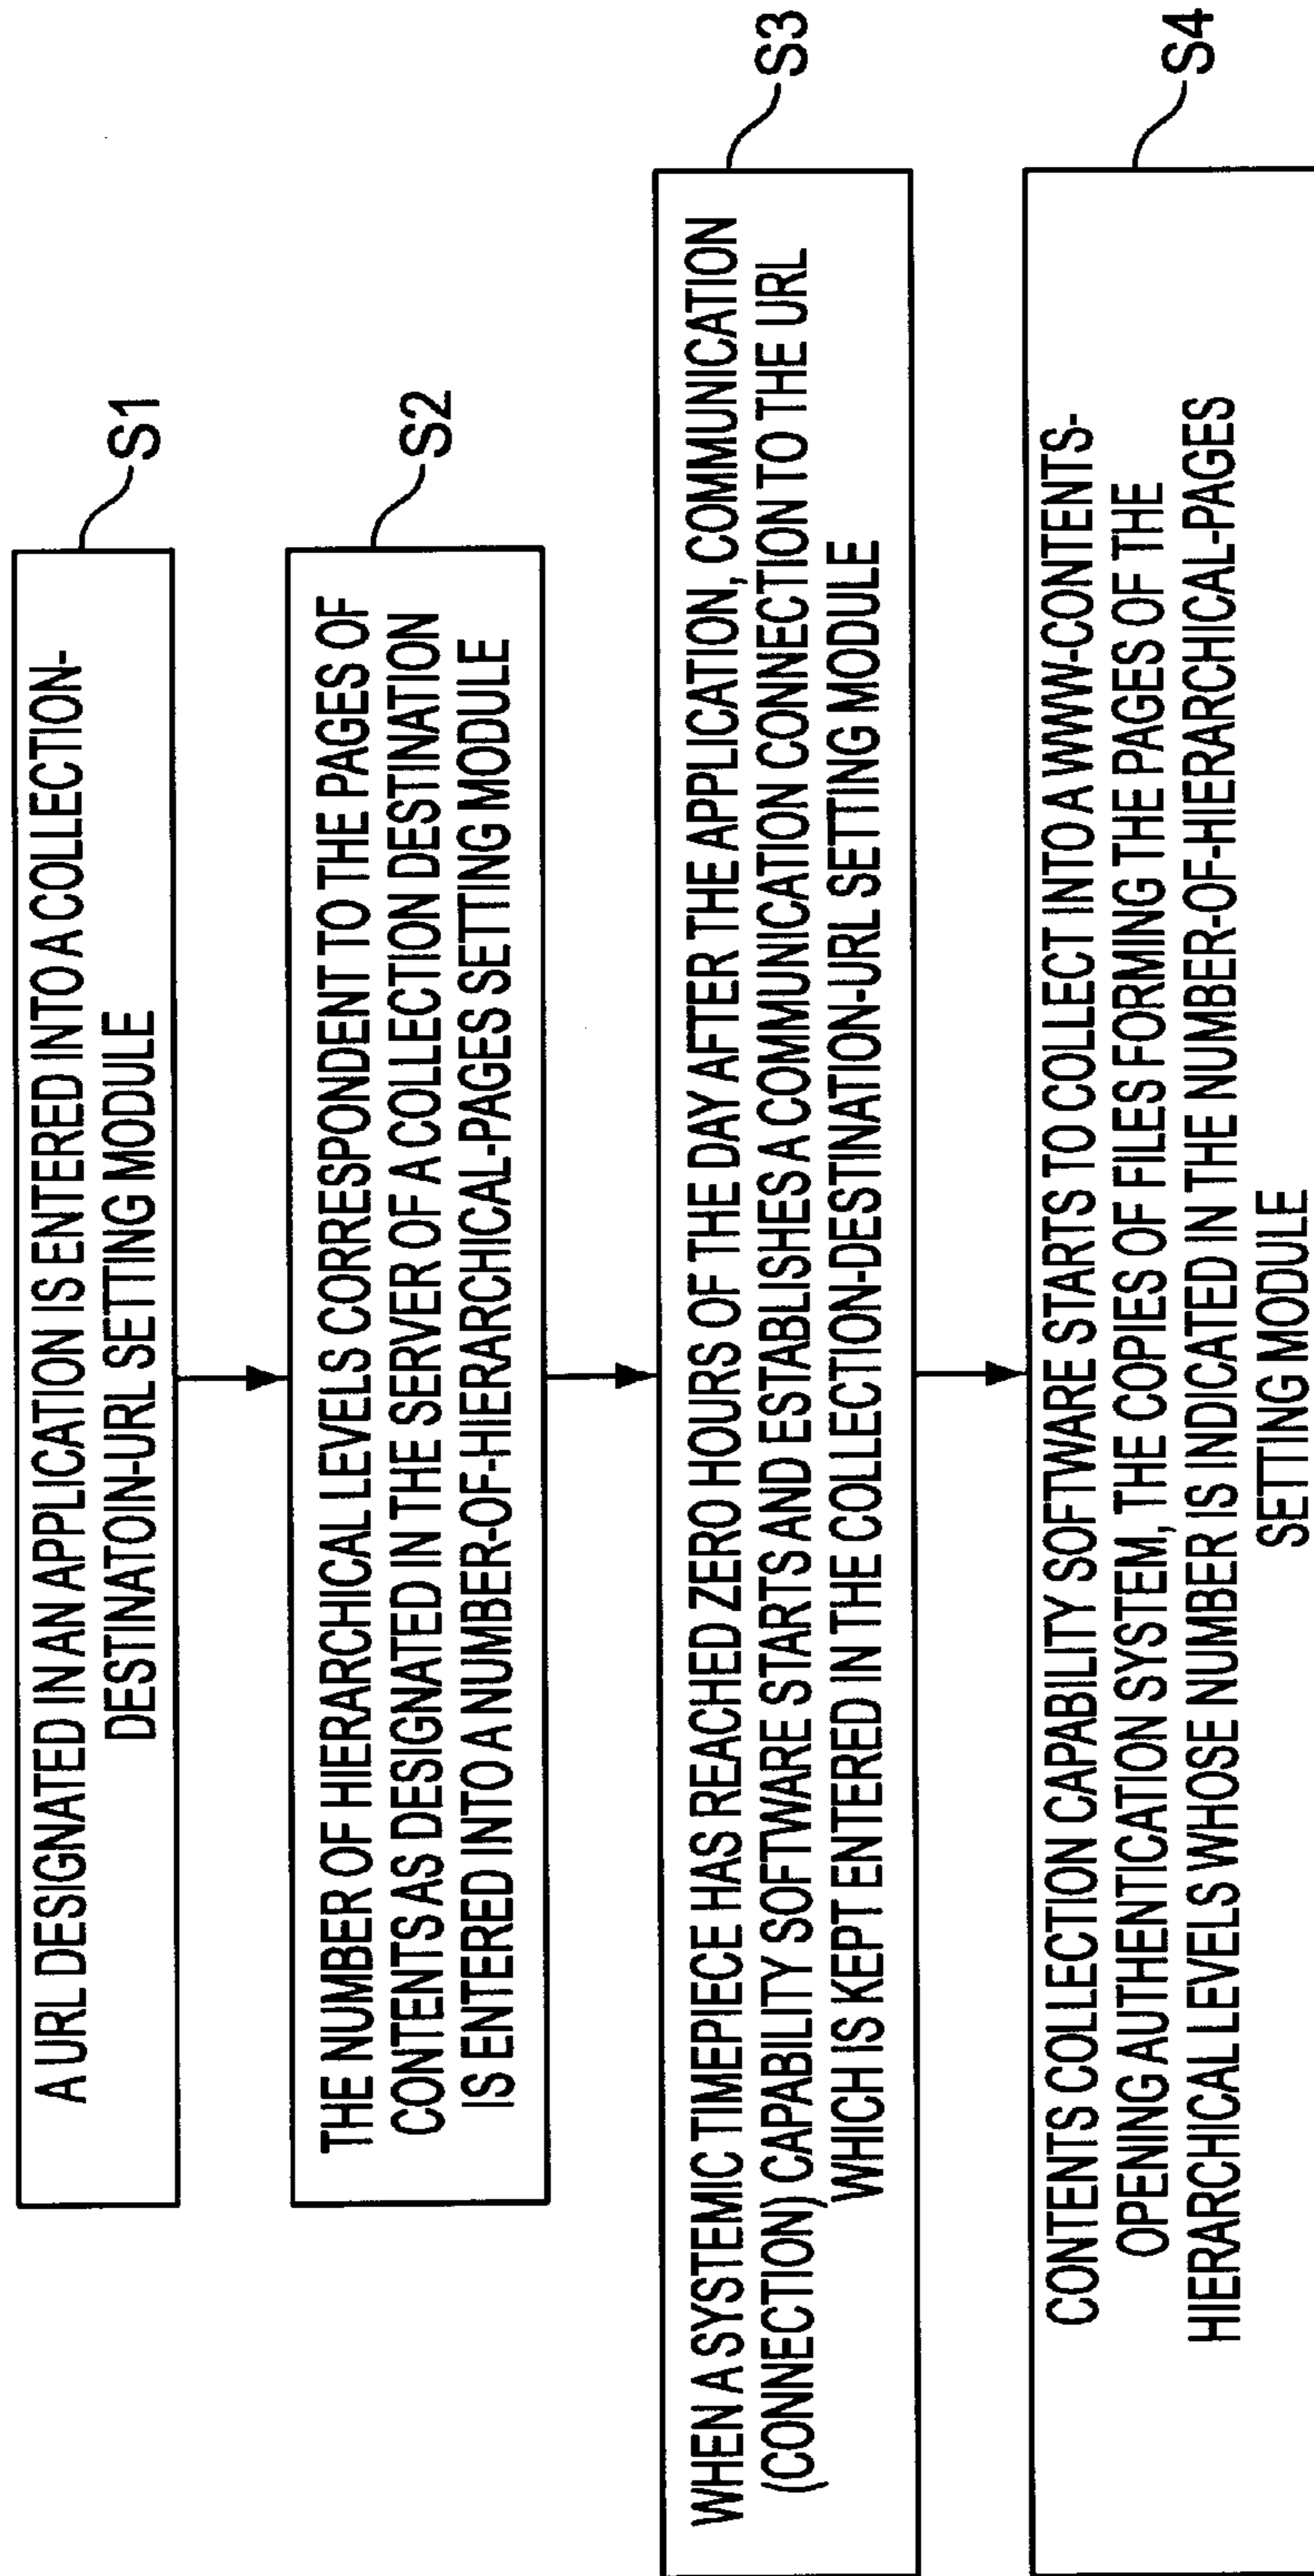 A URL DESIGNATED IN AN APPLICATION IS ENTERED INTO A COLLECTION-
DESTINATOIN-URL SETTING MODULE
S1
THE NUMBER OF HIERARCHICAL LEVELS CORRESPONDENT TO THE PAGES OF
CONTENTS AS DESIGNATED IN THE SERVER OF A COLLECTION DESTINATION
IS ENTERED INTO A NUMBER-OF-HIERARCHICAL-PAGES SETTING MODULE
S2
WHEN A SYSTEMIC TIMEPIECE HAS REACHED ZERO HOURS OF THE DAY AFTER THE APPLICATION, COMMUNICATION
(CONNECTION) CAPABILITY SOFTWARE STARTS AND ESTABLISHES A COMMUNICATION CONNECTION TO THE URL
WHICH IS KEPT ENTERED IN THE COLLECTION-DESTINATION-URL SETTING MODULE
S3
CONTENTS COLLECTION CAPABILITY SOFTWARE STARTS TO COLLECT INTO A WWW-CONTENTS-
OPENING AUTHENTICATION SYSTEM, THE COPIES OF FILES FORMING THE PAGES OF THE
HIERARCHICAL LEVELS WHOSE NUMBER IS INDICATED IN THE NUMBER-OF-HIERARCHICAL-PAGES
SETTING MODULE
S4